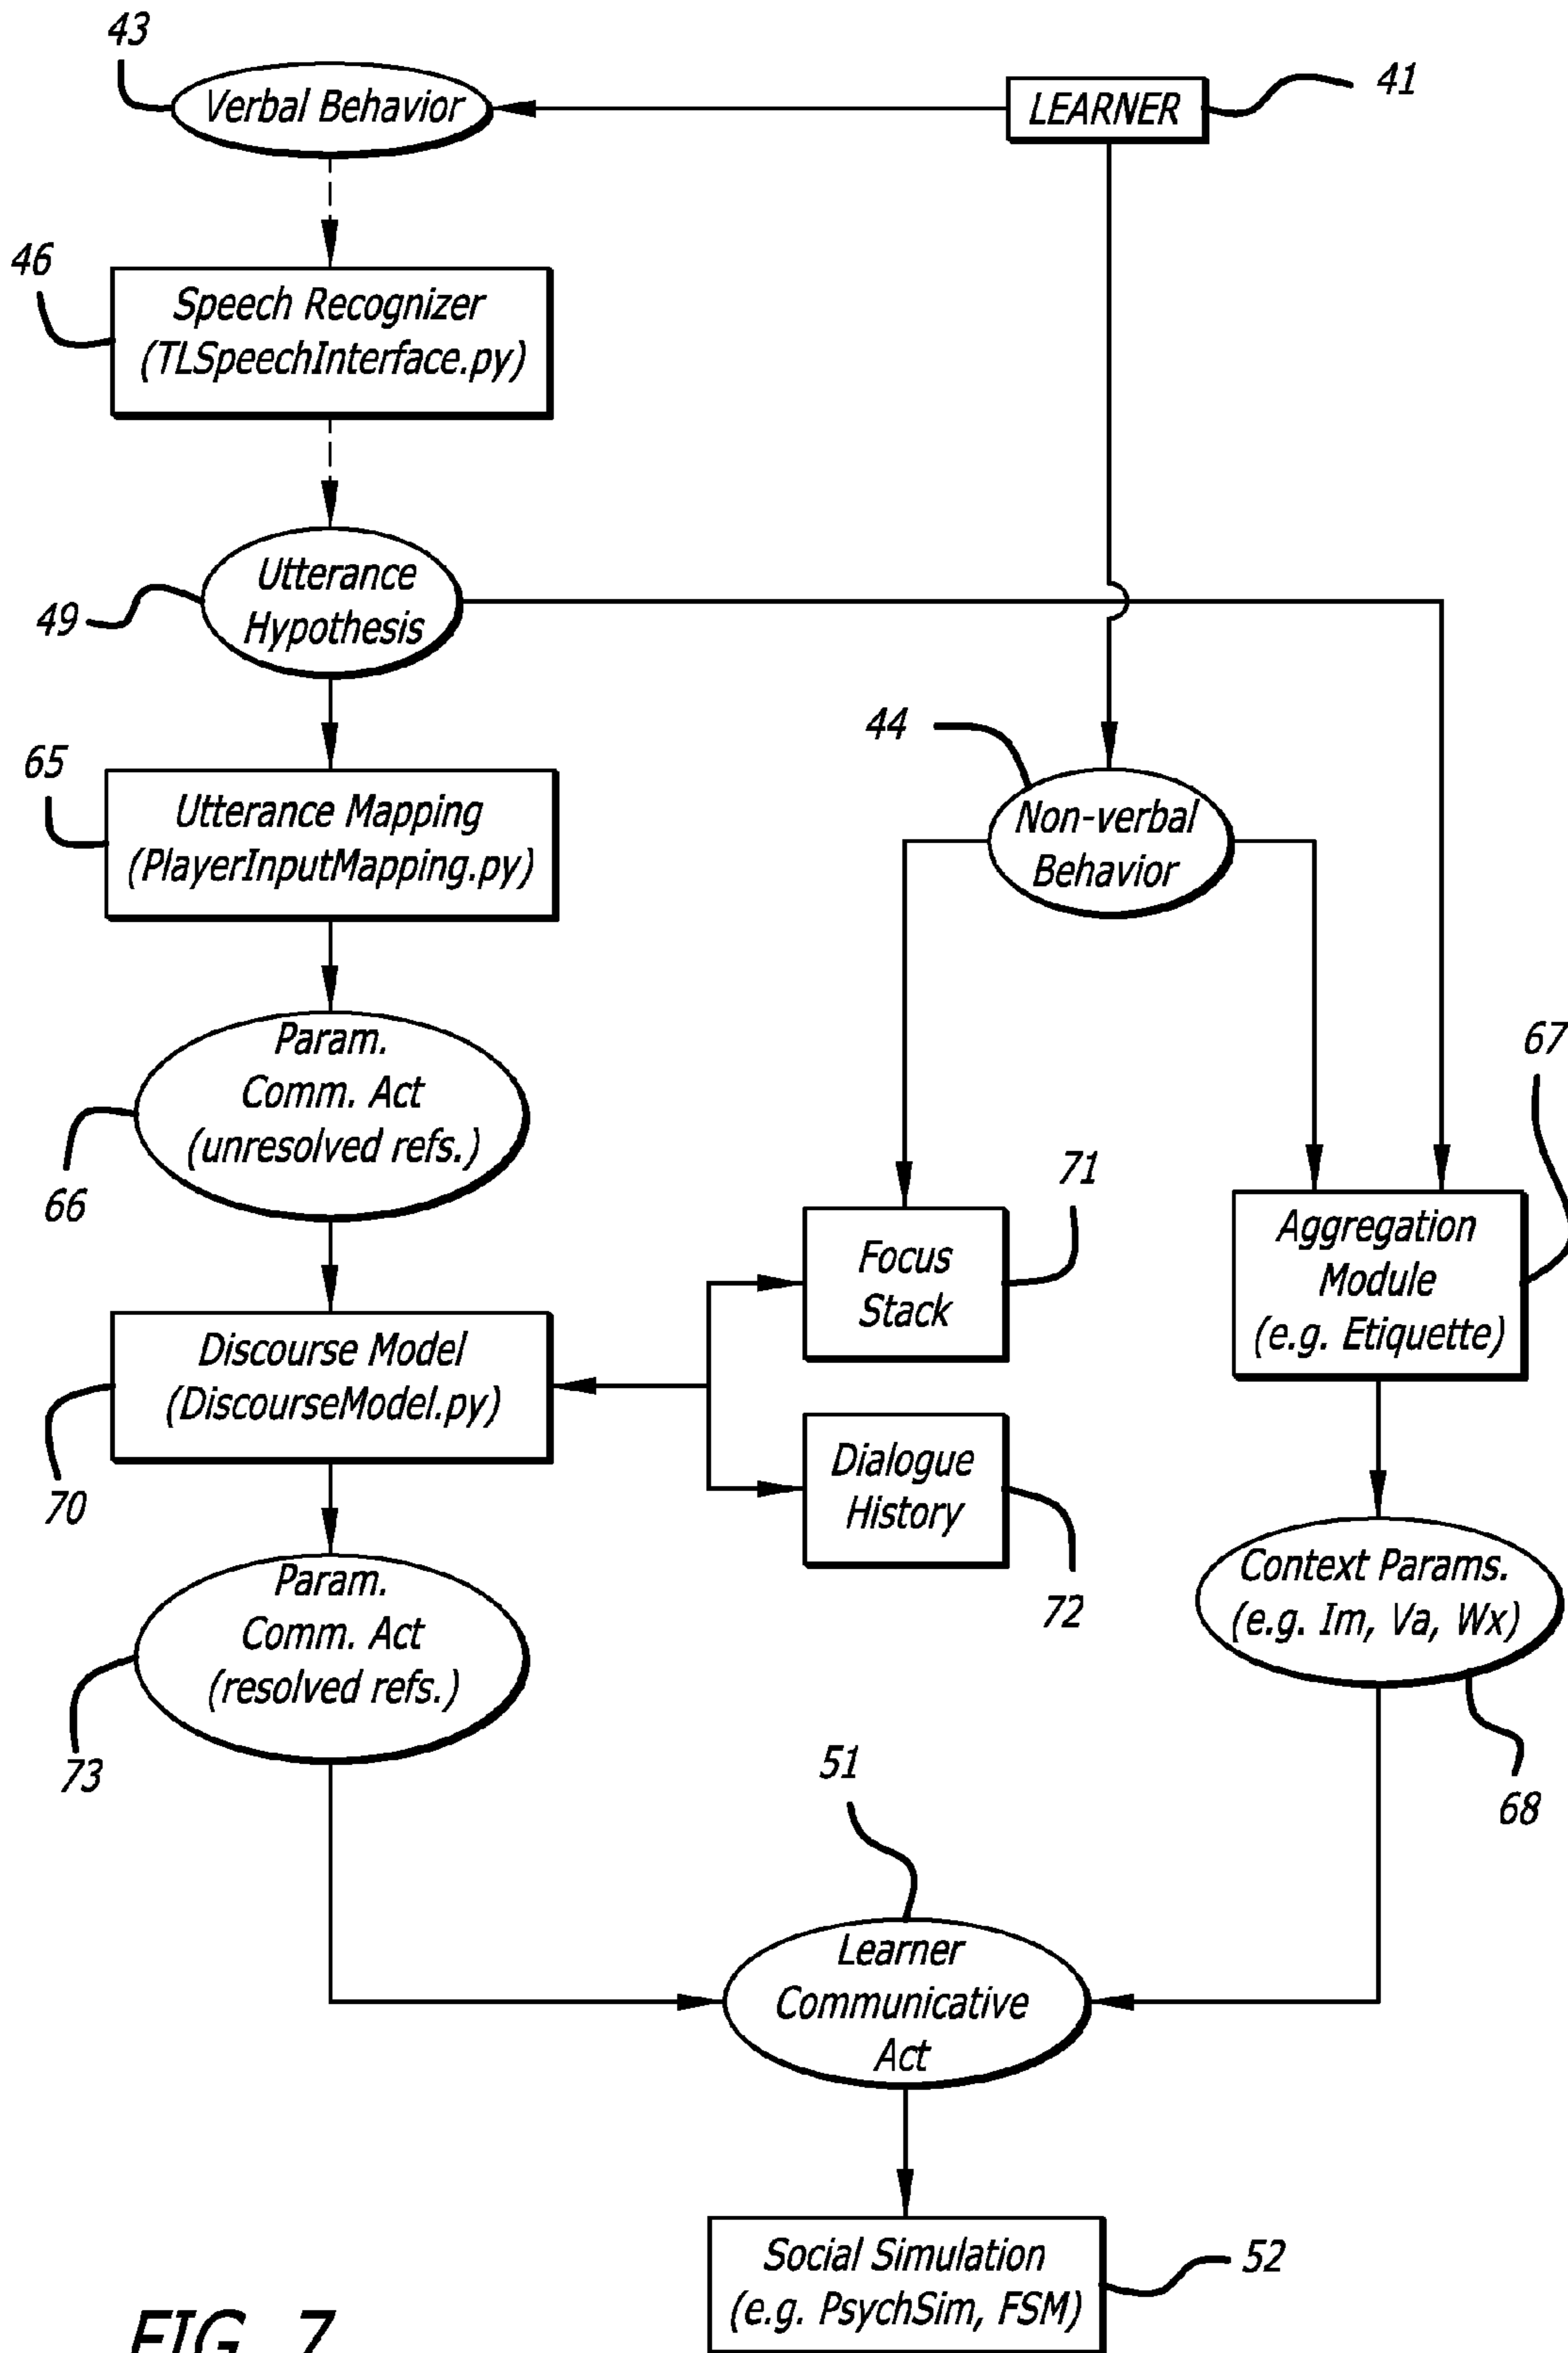 43
Verbal Behavior
LEARNER
41
46
Speech Recognizer
(TLSpeechInterface.py)
Utterance
Hypothesis
49
44
Non-verbal
Behavior
65
Utterance Mapping
(PlayerInputMapping.py)
Param.
Comm. Act
(unresolved refs.)
66
67
71
Focus
Stack
Aggregation
Module
(e.g. Etiquette)
Discourse Model
(DiscourseModel.py)
70
Dialogue
History
72
Context Params.
(e.g. Im, Va, Wx)
68
Param.
Comm. Act
(resolved refs.)
73
51
Learner
Communicative
Act
Social Simulation
(e.g. PsychSim, FSM)
52
FIG. 7